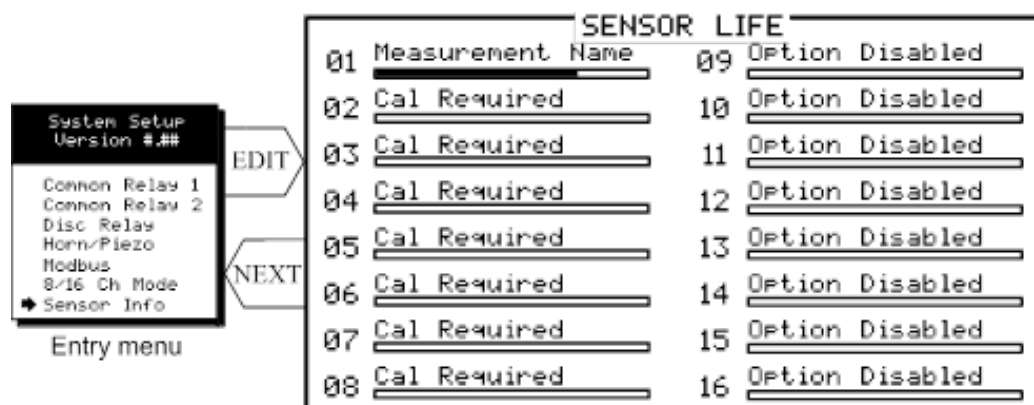 SENSOR LIFE
System Setup
Version #.##
Common Relay 1
Common Relay 2
Disc Relay
Horn/Piezo
Modbus
8/16 Ch Mode
Sensor Info
Entry menu
EDIT
NEXT
01 Measurement Name
02 Cal Required
03 Cal Required
04 Cal Required
05 Cal Required
06 Cal Required
07 Cal Required
08 Cal Required
09 Option Disabled
10 Option Disabled
11 Option Disabled
12 Option Disabled
13 Option Disabled
14 Option Disabled
15 Option Disabled
16 Option Disabled